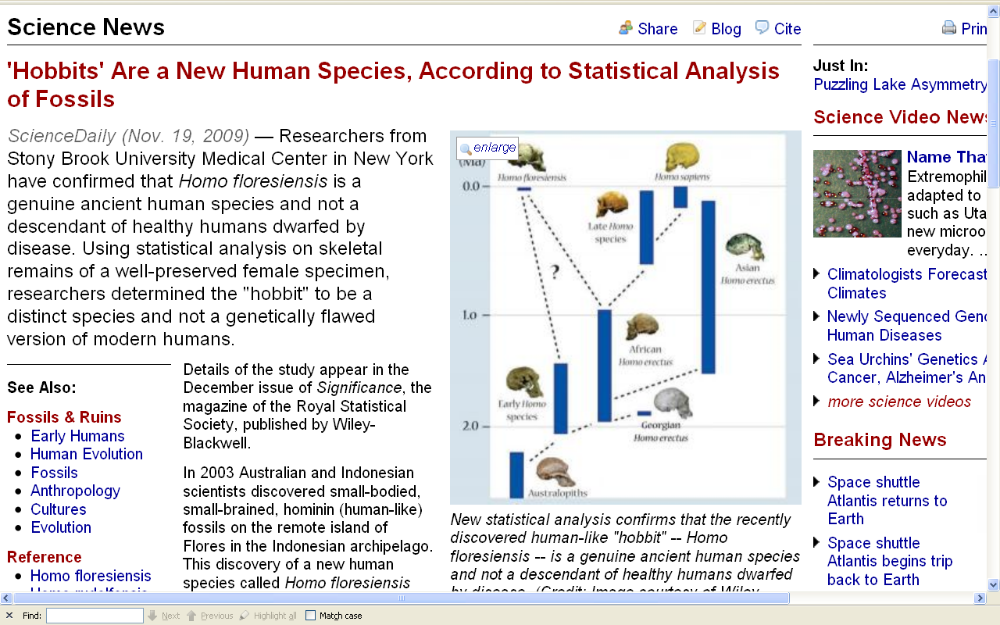 Science News
Share
Blog
Cite
Prin
'Hobbits' Are a New Human Species, According to Statistical Analysis
of Fossils
ScienceDaily (Nov. 19, 2009) — Researchers from
Stony Brook University Medical Center in New York
have confirmed that Homo floresiensis is a
genuine ancient human species and not a
descendant of healthy humans dwarfed by
disease. Using statistical analysis on skeletal
remains of a well-preserved female specimen,
researchers determined the "hobbit" to be a
distinct species and not a genetically flawed
version of modern humans.
See Also:
Fossils & Ruins
Early Humans
Human Evolution
Fossils
Anthropology
Cultures
Evolution
Reference
Homo floresiensis
Homo rudolfensis
Details of the study appear in the
December issue of Significance, the
magazine of the Royal Statistical
Society, published by Wiley-
Blackwell.
In 2003 Australian and Indonesian
scientists discovered small-bodied,
small-brained, hominin (human-like)
fossils on the remote island of
Flores in the Indonesian archipelago.
This discovery of a new human
species called Homo floresiensis
enlarge
(Ma)
Homo floresiensis
Homo sapiens
0.0
Late Homo
species
Asian
Homo erectus
?
1.0
African
Homo erectus
Early Homo
species
2.0
Georgian
Homo erectus
Australopiths
New statistical analysis confirms that the recently
discovered human-like "hobbit" -- Homo
floresiensis -- is a genuine ancient human species
and not a descendant of healthy humans dwarfed
by disease. (Credit: Image courtesy of Wiley-
Just In:
Puzzling Lake Asymmetry
Science Video News
Name Tha
Extremophil
adapted to
such as Uta
new microo
everyday. ..
Climatologists Forecast
Climates
Newly Sequenced Geno
Human Diseases
Sea Urchins' Genetics A
Cancer, Alzheimer's An
more science videos
Breaking News
Space shuttle
Atlantis returns to
Earth
Space shuttle
Atlantis begins trip
back to Earth
Find:
Next
Previous
Highlight all
Match case